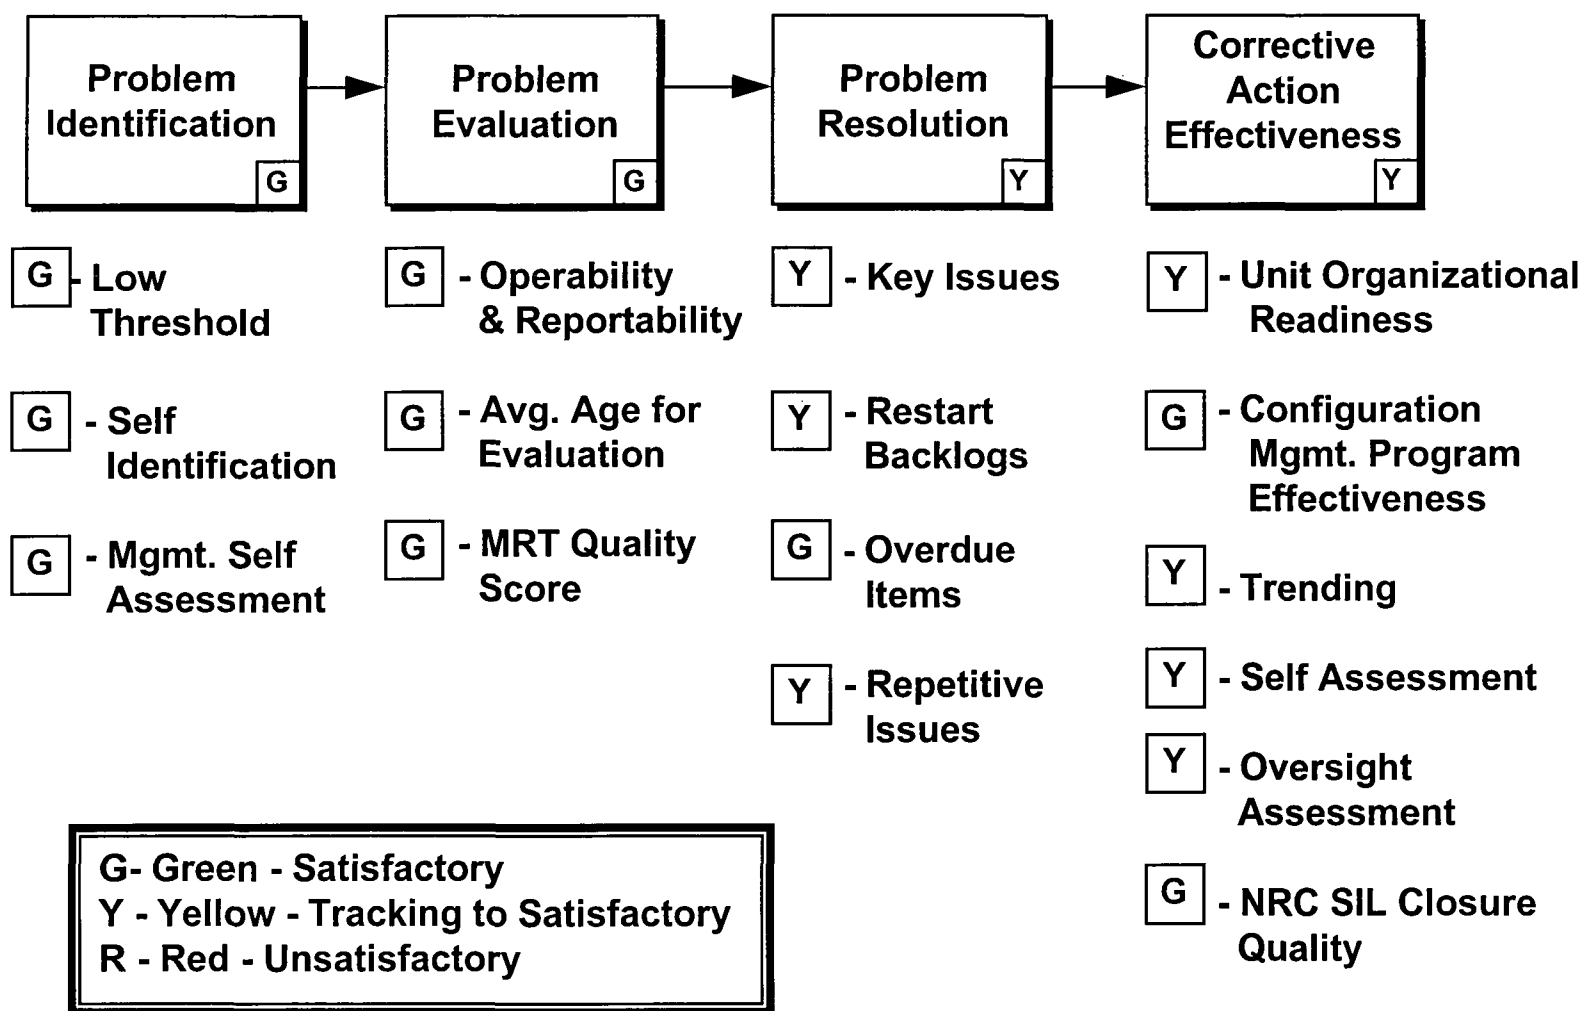 Problem
Identification
G
Problem
Evaluation
G
Problem
Resolution
Y
Corrective
Action
Effectiveness
Y
G - Low
Threshold
G - Self
Identification
G - Mgmt. Self
Assessment
G - Operability
& Reportability
G - Avg. Age for
Evaluation
G - MRT Quality
Score
Y - Key Issues
Y - Restart
Backlogs
G - Overdue
Items
Y - Repetitive
Issues
Y - Unit Organizational
Readiness
G - Configuration
Mgmt. Program
Effectiveness
Y - Trending
Y - Self Assessment
Y - Oversight
Assessment
G - NRC SIL Closure
Quality
G- Green - Satisfactory
Y - Yellow - Tracking to Satisfactory
R - Red - Unsatisfactory